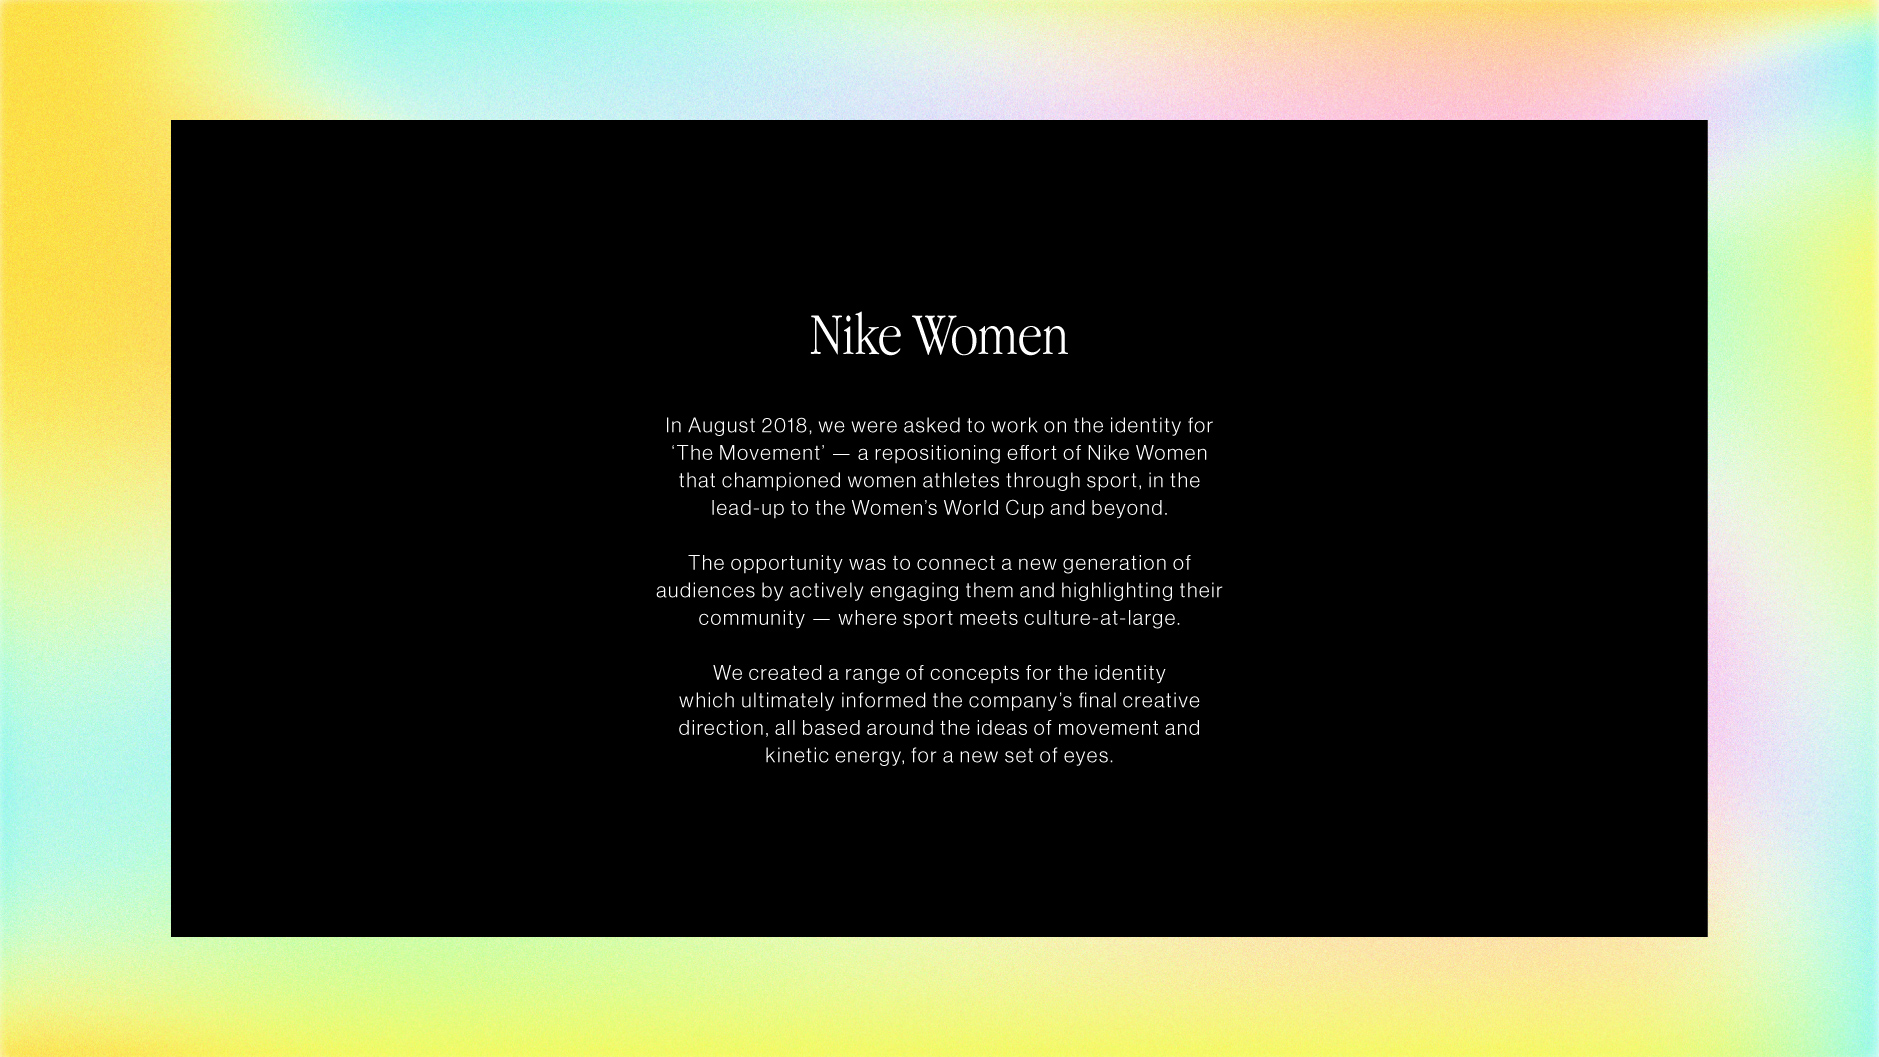 Nike Women
In August 2018, we were asked to work on the identity for
‘The Movement’ — a repositioning effort of Nike Women
that championed women athletes through sport, in the
lead-up to the Women’s World Cup and beyond.
The opportunity was to connect a new generation of
audiences by actively engaging them and highlighting their
community — where sport meets culture-at-large.
We created a range of concepts for the identity
which ultimately informed the company’s final creative
direction, all based around the ideas of movement and
kinetic energy, for a new set of eyes.